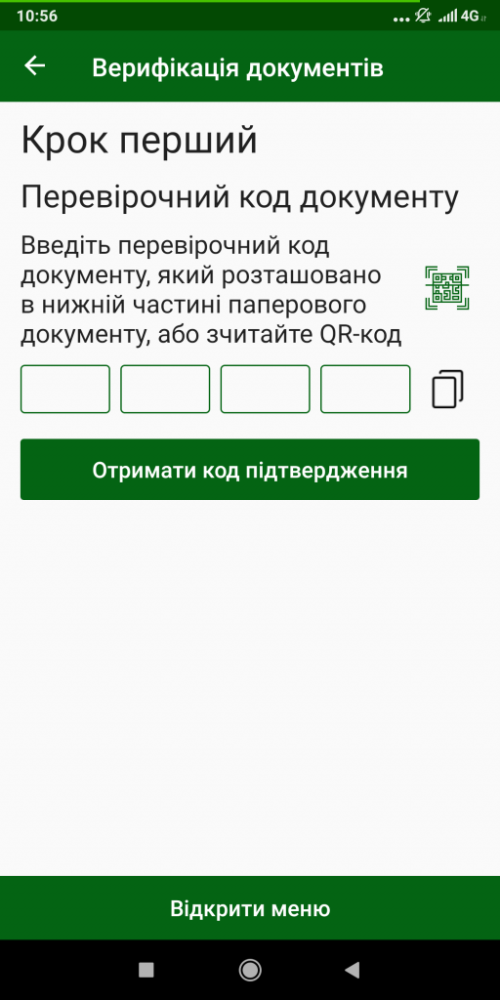 10:56
4G
Верифікація документів
Крок перший
Перевірочний код документу
Введіть перевірочний код
документу, який розташовано
в нижній частині паперового
документу, або зчитайте QR-код
Отримати код підтвердження
Відкрити меню